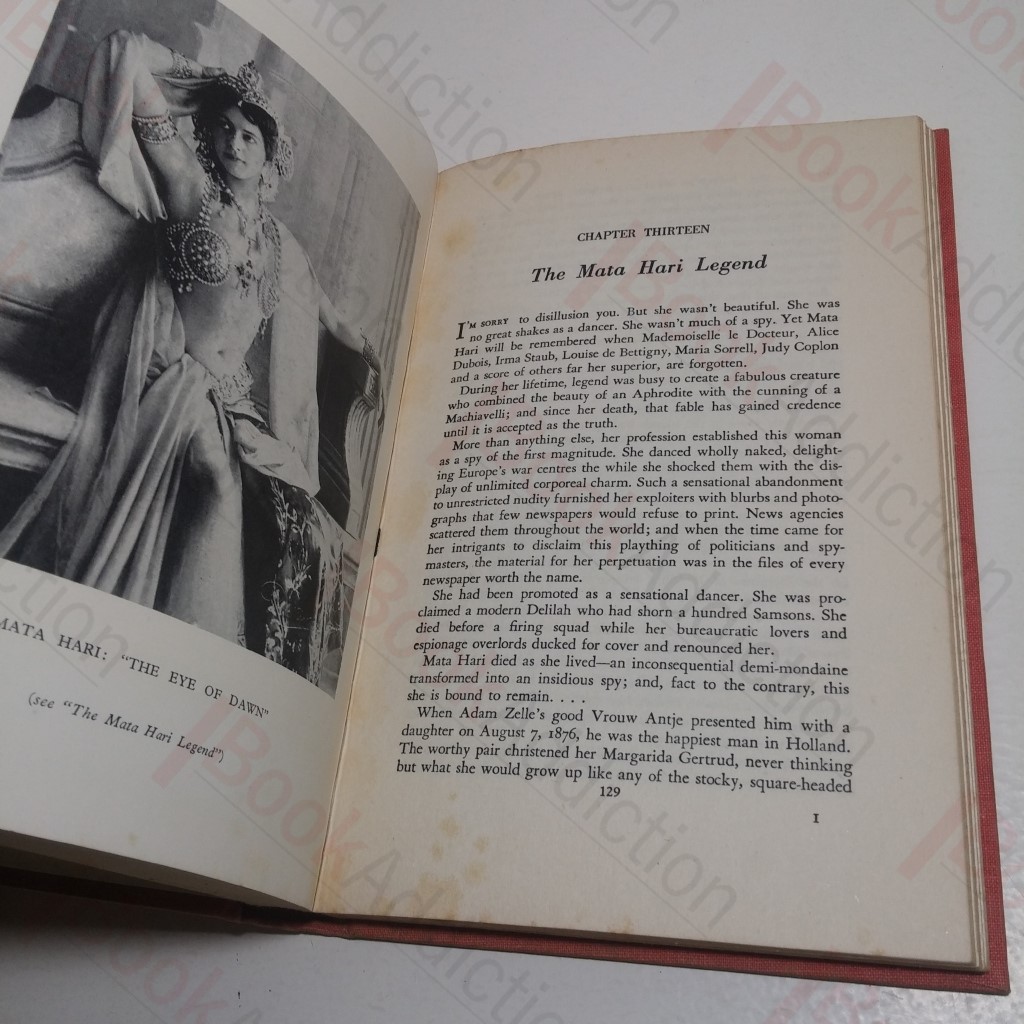 MATA HARI: "THE EYE OF DAWN"
(see "The Mata Hari Legend")
CHAPTER THIRTEEN
The Mata Hari Legend
I'M SORRY to disillusion you. But she wasn't beautiful. She was
no great shakes as a dancer. She wasn't much of a spy. Yet Mata
Hari will be remembered when Mademoiselle le Docteur, Alice
Dubois, Irma Staub, Louise de Bettigny, Maria Sorrell, Judy Coplon
and a score of others far her superior, are forgotten.
During her lifetime, legend was busy to create a fabulous creature
who combined the beauty of an Aphrodite with the cunning of a
Machiavelli; and since her death, that fable has gained credence
until it is accepted as the truth.
More than anything else, her profession established this woman
as a spy of the first magnitude. She danced wholly naked, delight-
ing Europe's war centres the while she shocked them with the dis-
play of unlimited corporeal charm. Such a sensational abandonment
to unrestricted nudity furnished her exploiters with blurbs and photo-
graphs that few newspapers would refuse to print. News agencies
scattered them throughout the world; and when the time came for
her intrigants to disclaim this plaything of politicians and spy-
masters, the material for her perpetuation was in the files of every
newspaper worth the name.
She had been promoted as a sensational dancer. She was pro-
claimed a modern Delilah who had shorn a hundred Samsons. She
died before a firing squad while her bureaucratic lovers and
espionage overlords ducked for cover and renounced her.
Mata Hari died as she lived—an inconsequential demi-mondaine
transformed into an insidious spy; and, fact to the contrary, this
she is bound to remain. . . .
When Adam Zelle's good Vrouw Antje presented him with a
daughter on August 7, 1876, he was the happiest man in Holland.
The worthy pair christened her Margarida Gertrud, never thinking
but what she would grow up like any of the stocky, square-headed
129
I
BookAddiction